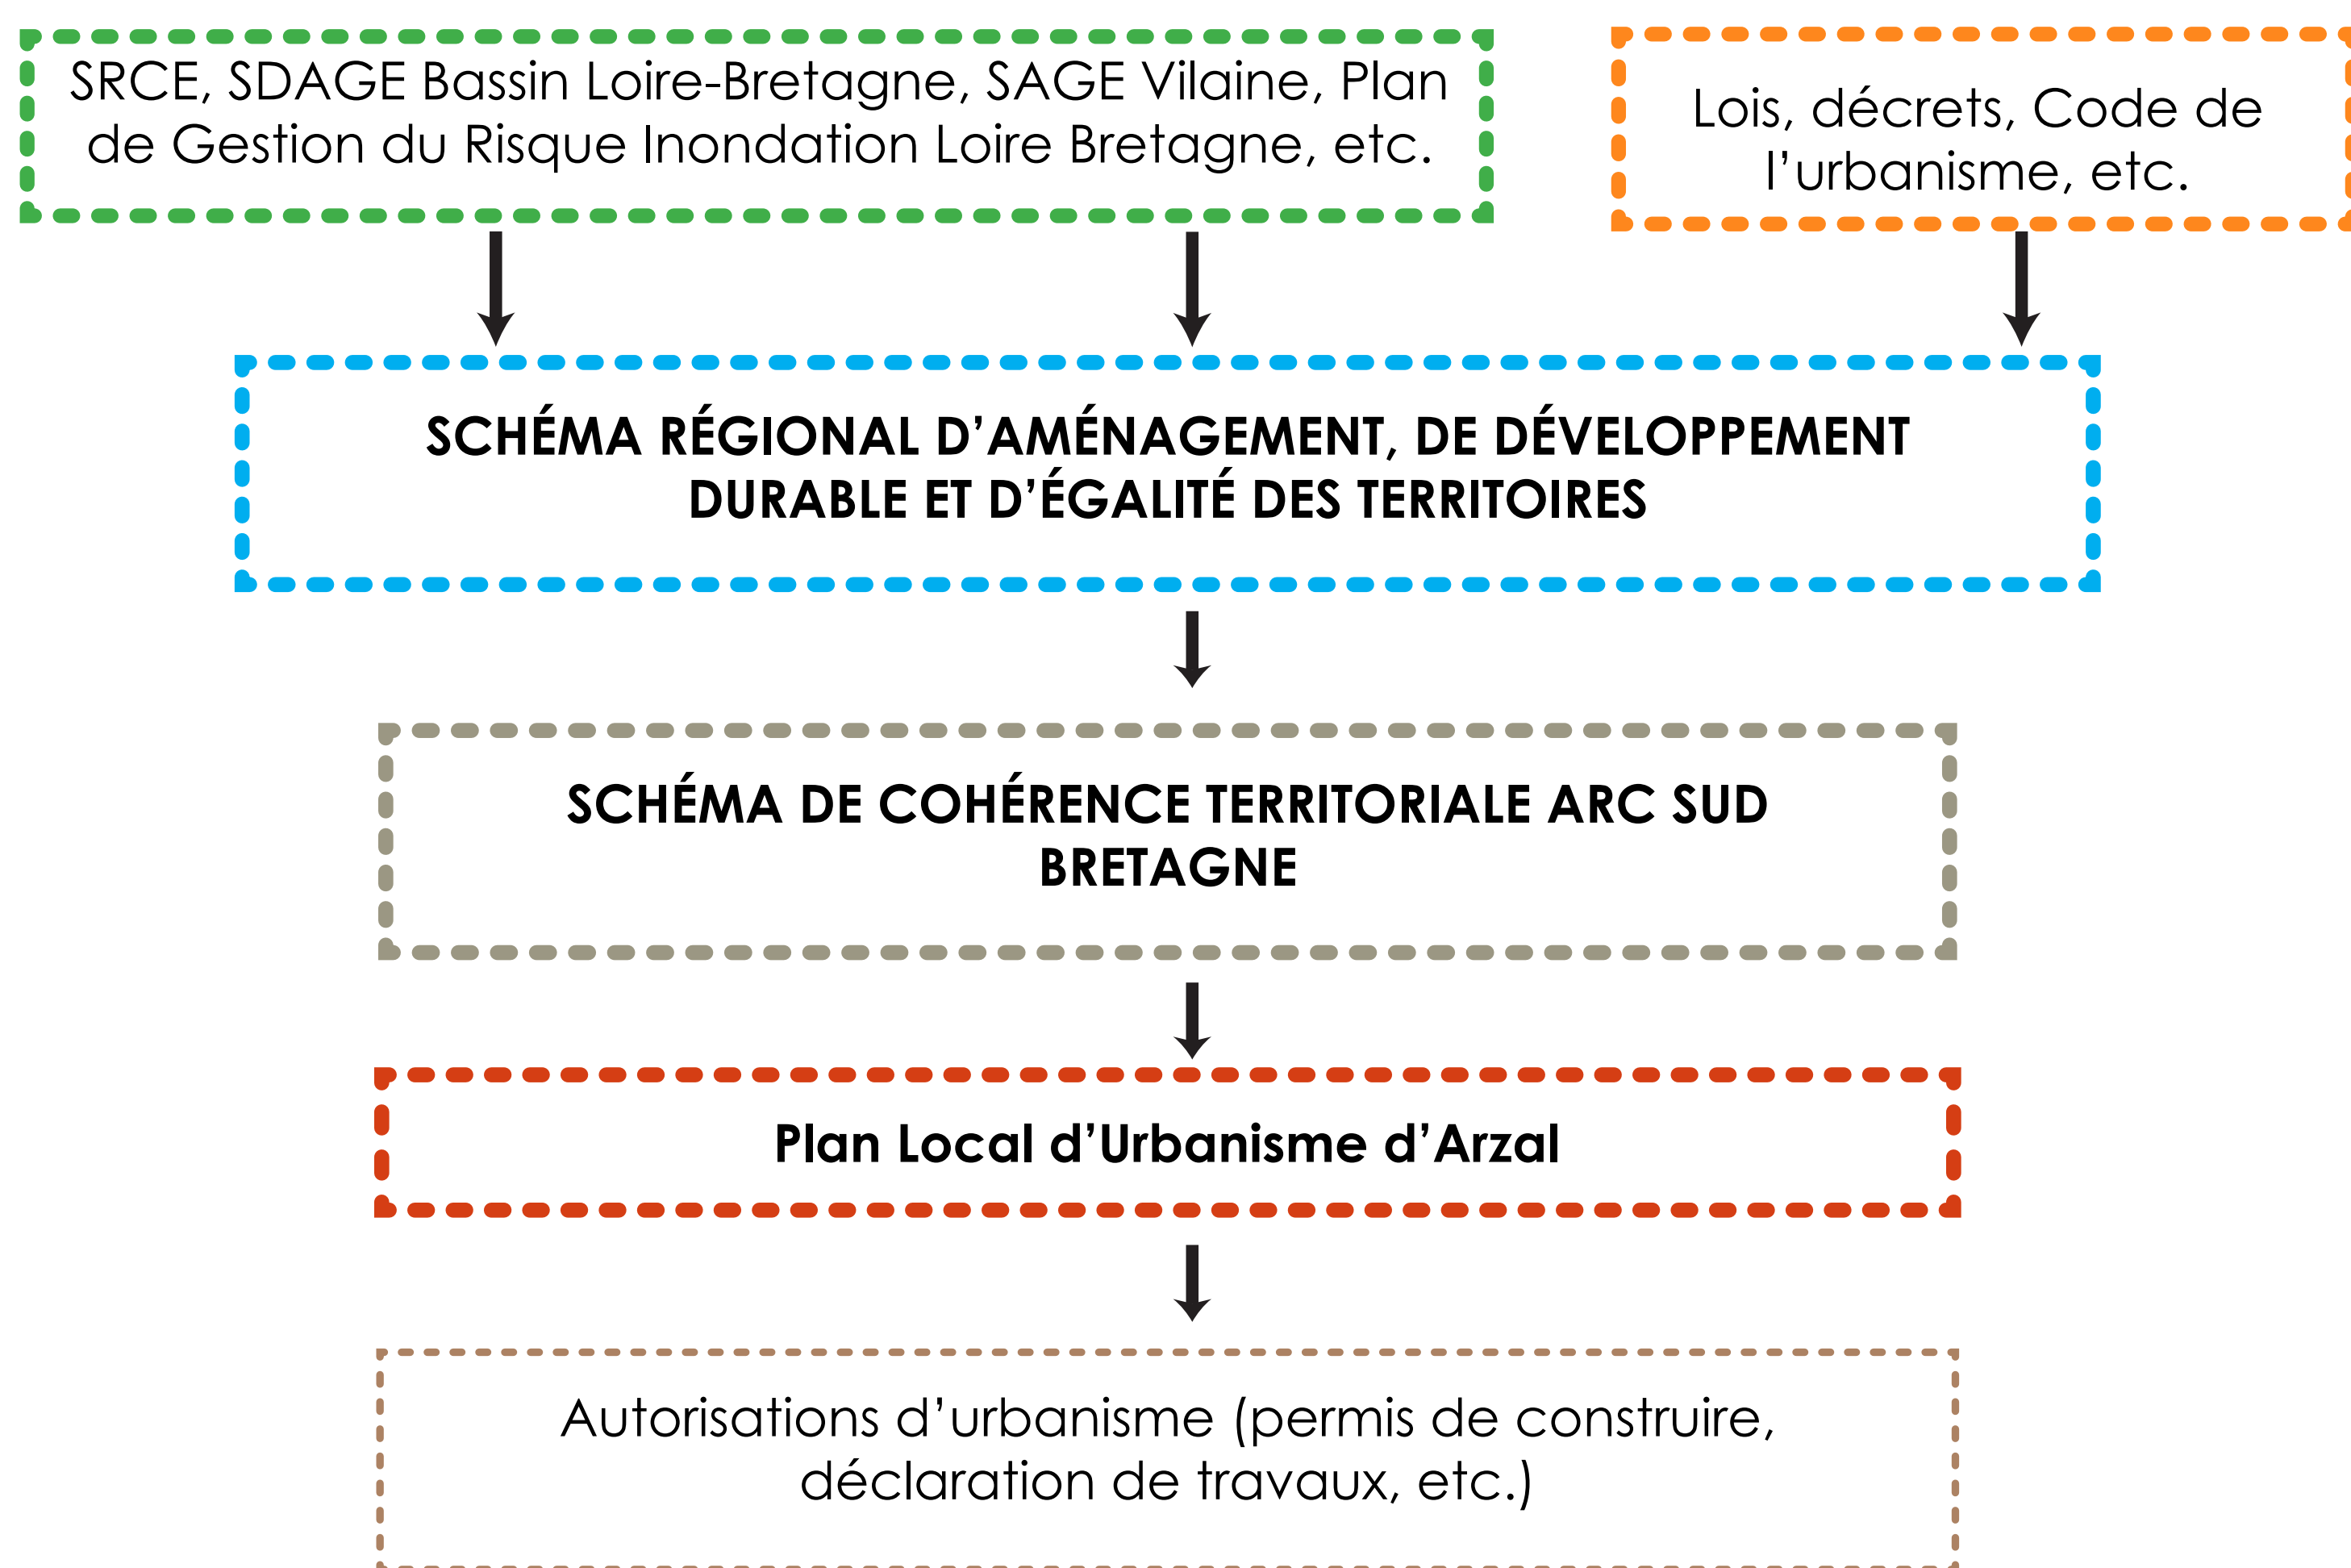 SRCE, SDAGE Bassin Loire-Bretagne, SAGE Vilaine, Plan
de Gestion du Risque Inondation Loire Bretagne, etc.
Lois, décrets, Code de
l’urbanisme, etc.
SCHÉMA RÉGIONAL D’AMÉNAGEMENT, DE DÉVELOPPEMENT
DURABLE ET D’ÉGALITÉ DES TERRITOIRES
SCHÉMA DE COHÉRENCE TERRITORIALE ARC SUD
BRETAGNE
Plan Local d’Urbanisme d’Arzal
Autorisations d’urbanisme (permis de construire,
déclaration de travaux, etc.)